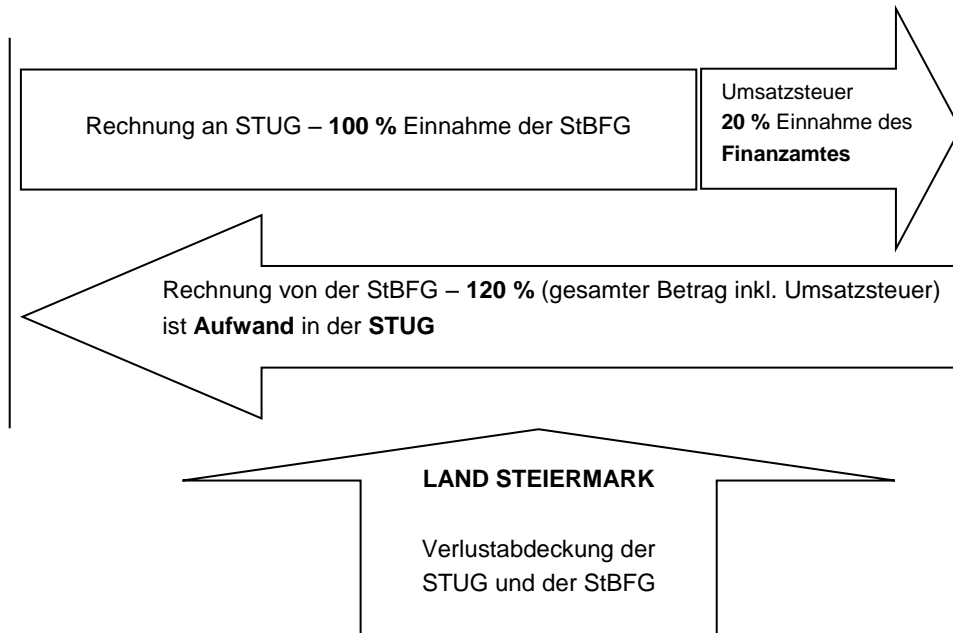 Rechnung an STUG – 100 % Einnahme der StBFG
Umsatzsteuer
20 % Einnahme des
Finanzamtes
Rechnung von der StBFG – 120 % (gesamter Betrag inkl. Umsatzsteuer)
ist Aufwand in der STUG
LAND STEIERMARK
Verlustabdeckung der
STUG und der StBFG